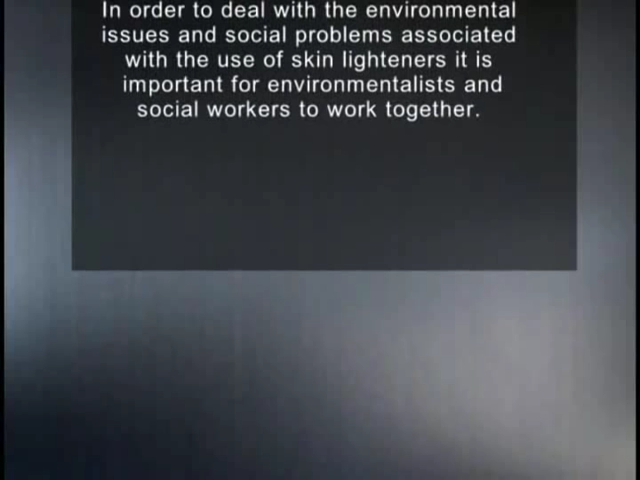 In order to deal with the environmental
issues and social problems associated
with the use of skin lighteners it is
important for environmentalists and
social workers to work together.